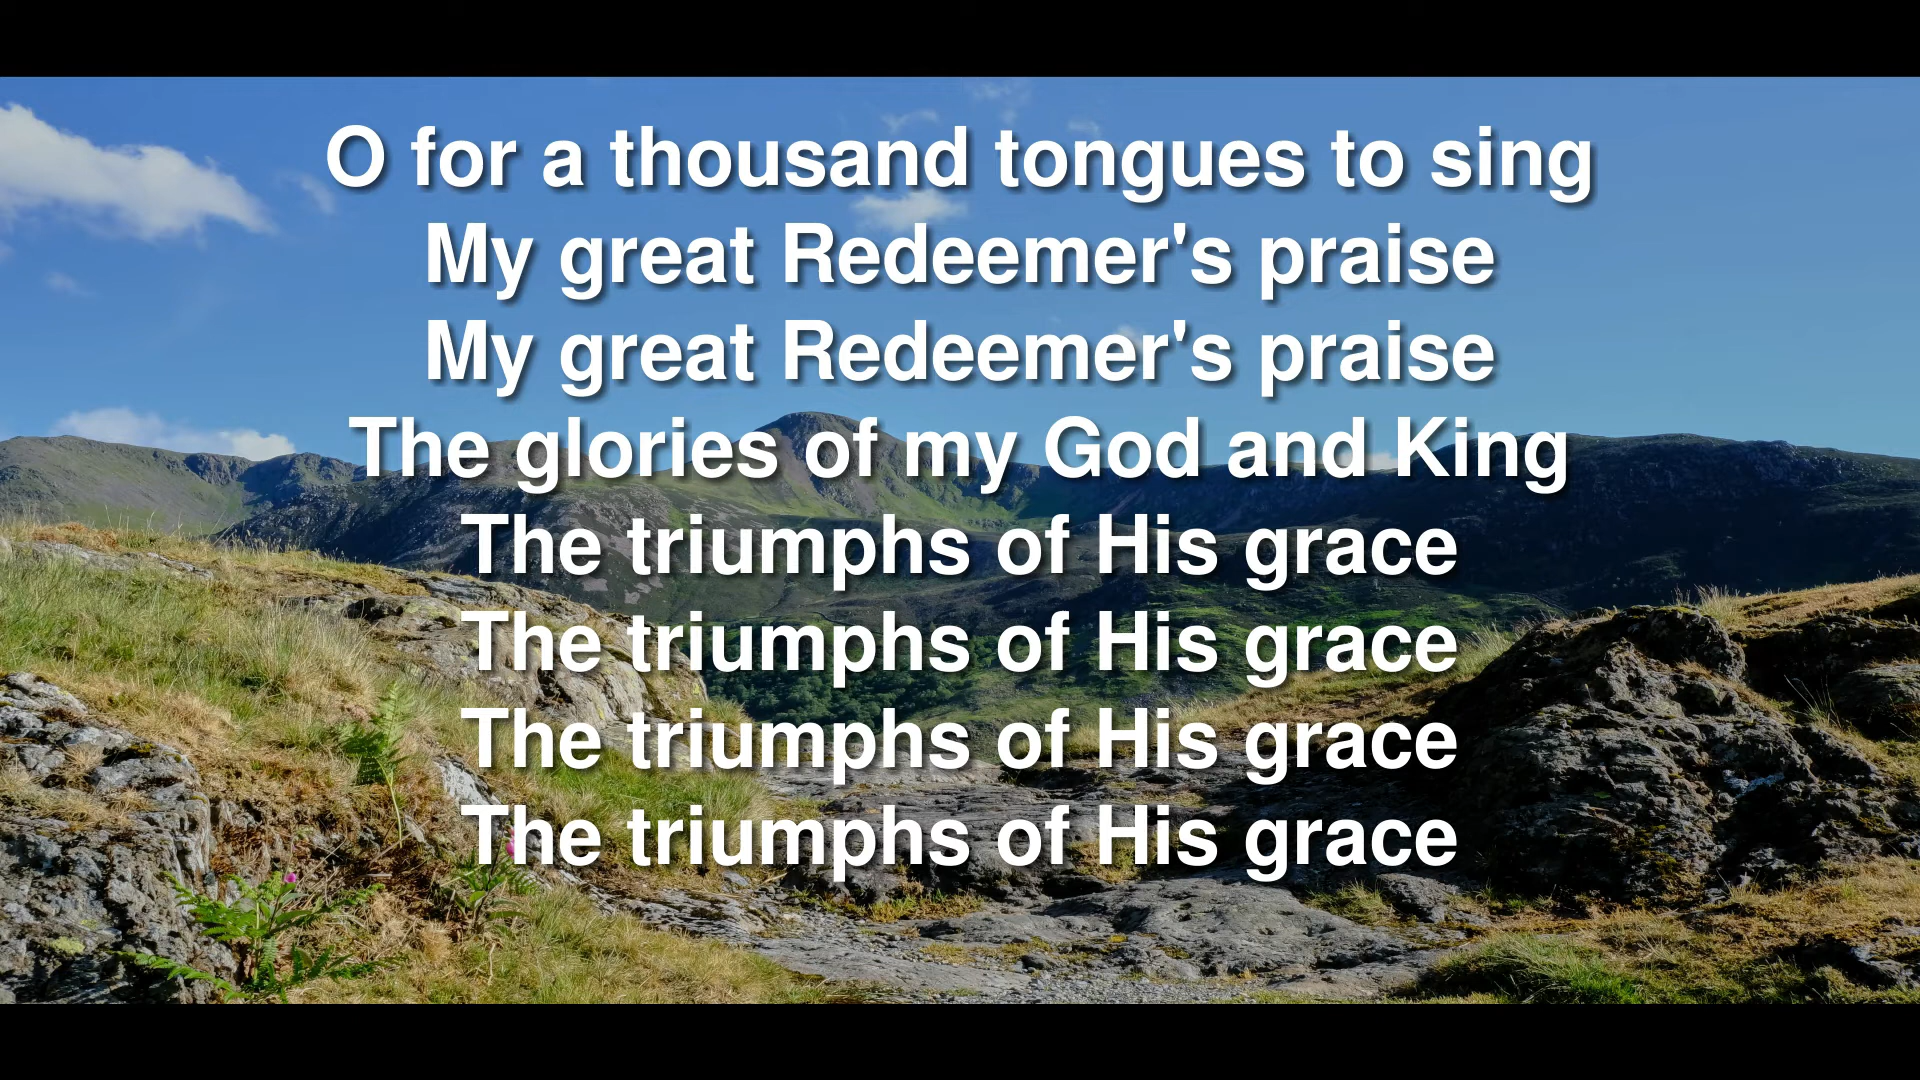 O for a thousand tongues to sing
My great Redeemer's praise
My great Redeemer's praise
The glories of my God and King
The triumphs of His grace
The triumphs of His grace
The triumphs of His grace
The triumphs of His grace